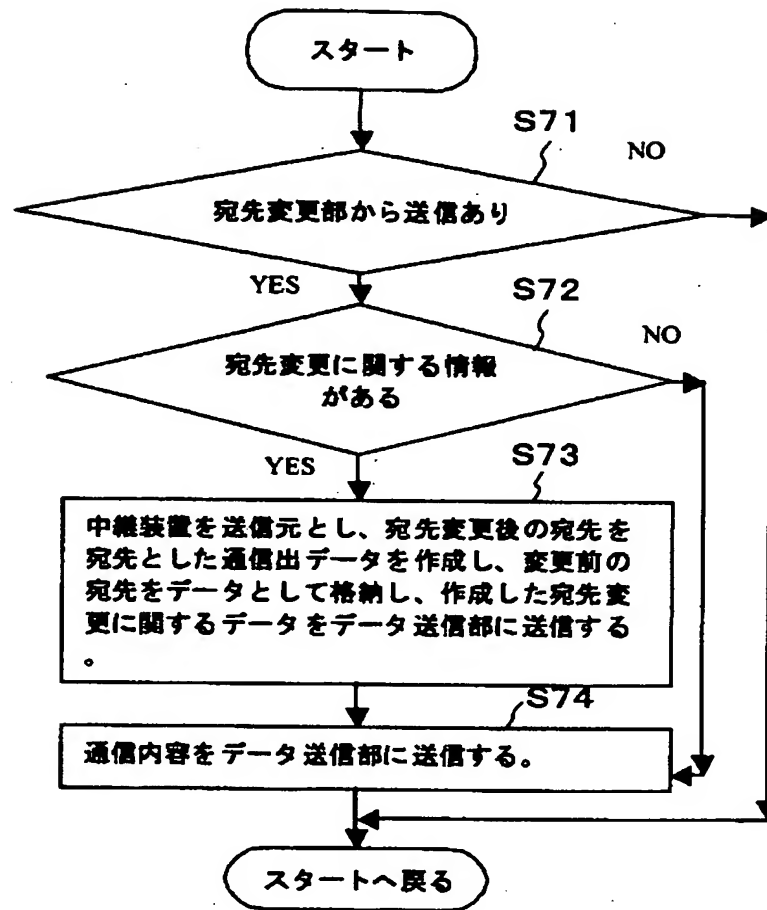 スタート
S71
NO
宛先変更部から送信あり
YES
S72
NO
宛先変更に関する情報
がある
YES
S73
中継装置を送信元とし、宛先変更後の宛先を
宛先とした通信出データを作成し、変更前の
宛先をデータとして格納し、作成した宛先変
更に関するデータをデータ送信部に送信する
。
S74
通信内容をデータ送信部に送信する。
スタートへ戻る